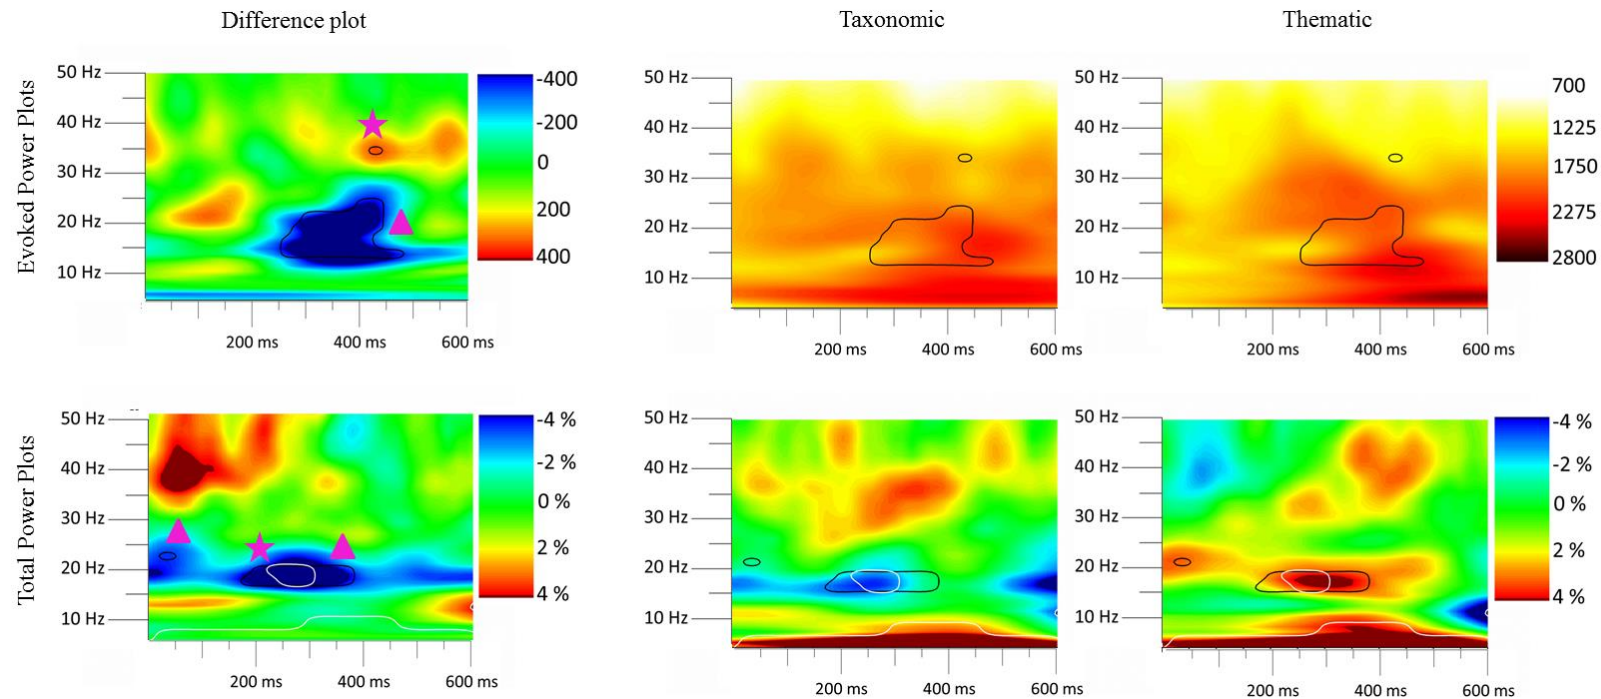 Difference plot
Taxonomic
Thematic
Evoked Power Plots
50 Hz
40 Hz
30 Hz
20 Hz
10 Hz
200 ms
400 ms
600 ms
-400
-200
0
200
400
50 Hz
40 Hz
30 Hz
20 Hz
10 Hz
200 ms
400 ms
600 ms
50 Hz
40 Hz
30 Hz
20 Hz
10 Hz
200 ms
400 ms
600 ms
700
1225
1750
2275
2800
Total Power Plots
50 Hz
40 Hz
30 Hz
20 Hz
10 Hz
200 ms
400 ms
600 ms
-4 %
-2 %
0 %
2 %
4 %
50 Hz
40 Hz
30 Hz
20 Hz
10 Hz
200 ms
400 ms
600 ms
50 Hz
40 Hz
30 Hz
20 Hz
10 Hz
200 ms
400 ms
600 ms
-4 %
-2 %
0 %
2 %
4 %